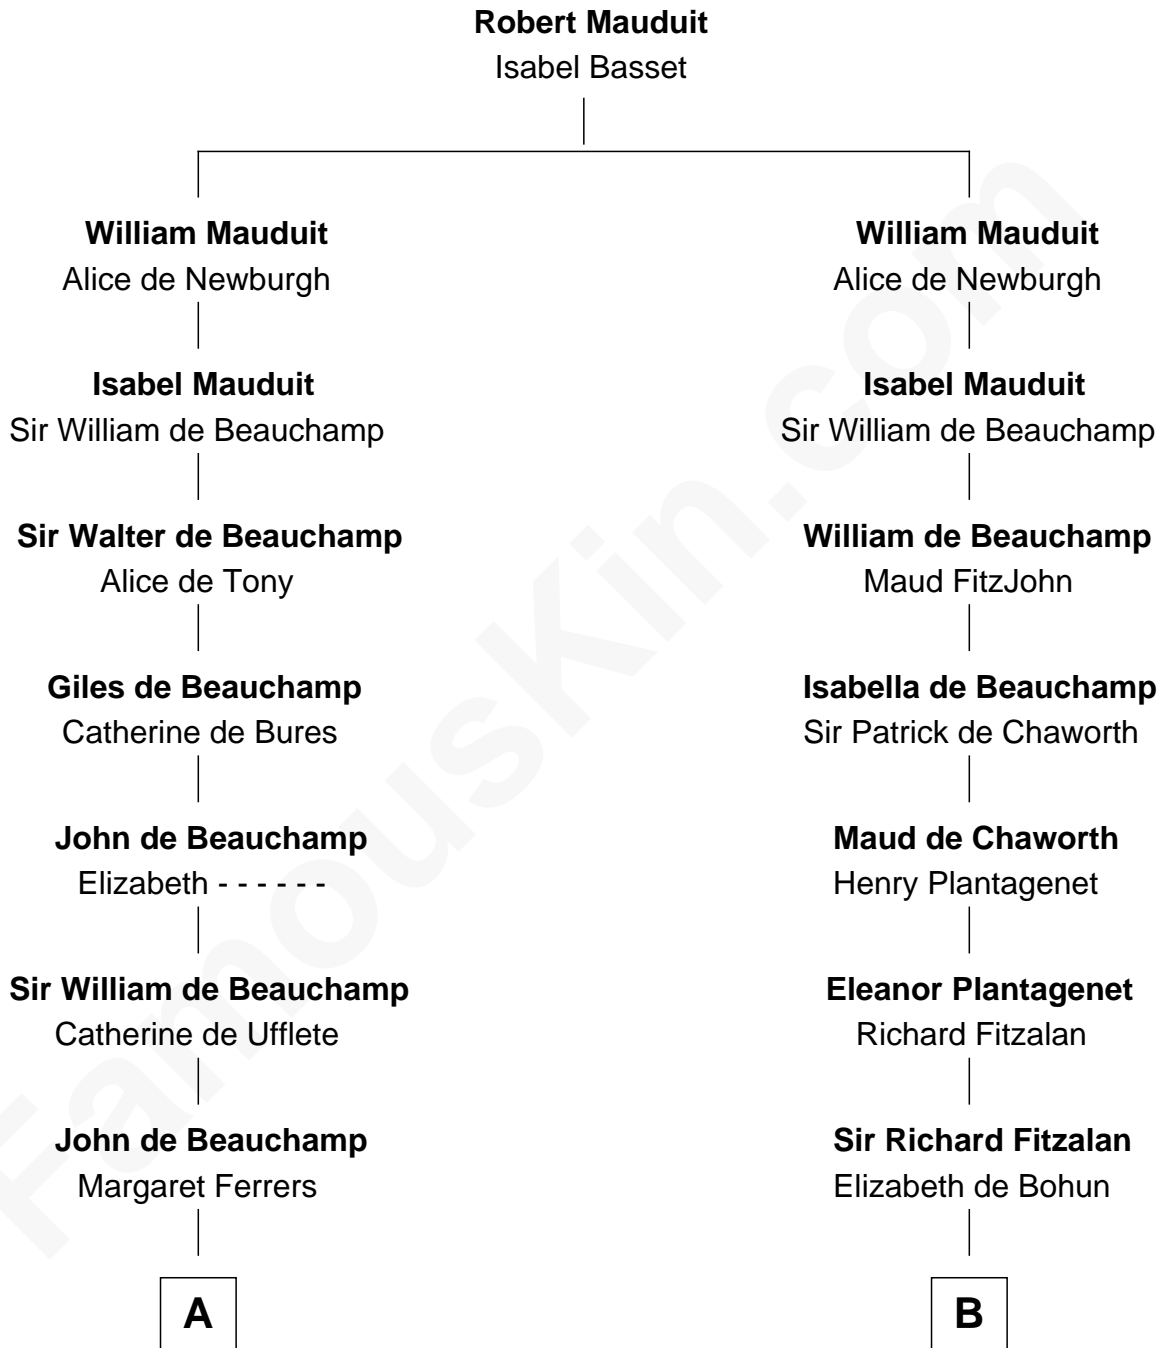 Robert Mauduit
Isabel Basset
William Mauduit
Alice de Newburgh
William Mauduit
Alice de Newburgh
Isabel Mauduit
Sir William de Beauchamp
Isabel Mauduit
Sir William de Beauchamp
Sir Walter de Beauchamp
Alice de Tony
William de Beauchamp
Maud FitzJohn
Giles de Beauchamp
Catherine de Bures
Isabella de Beauchamp
Sir Patrick de Chaworth
John de Beauchamp
Elizabeth - - - - - -
Maud de Chaworth
Henry Plantagenet
Sir William de Beauchamp
Catherine de Ufflete
Eleanor Plantagenet
Richard Fitzalan
John de Beauchamp
Margaret Ferrers
Sir Richard Fitzalan
Elizabeth de Bohun
A
B
FamousKin.com